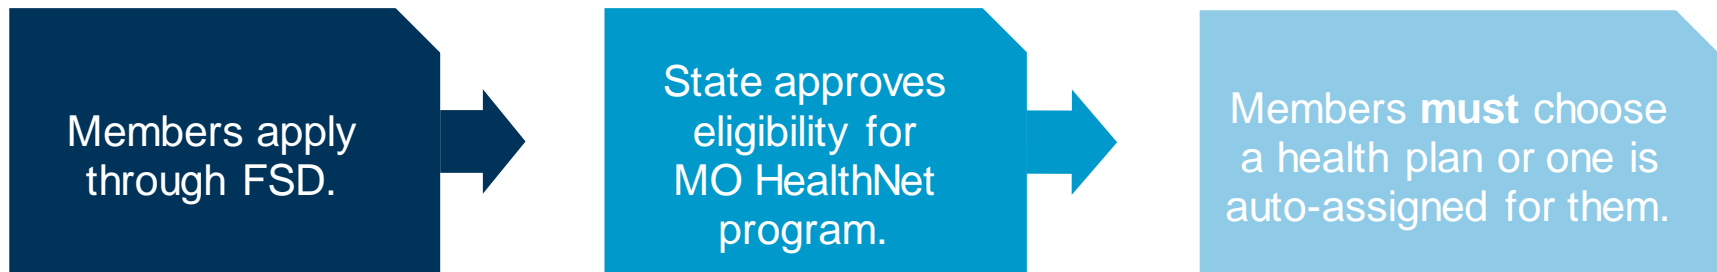 Members apply
through FSD.
State approves
eligibility for
MO HealthNet
program.
Members must choose
a health plan or one is
auto-assigned for them.